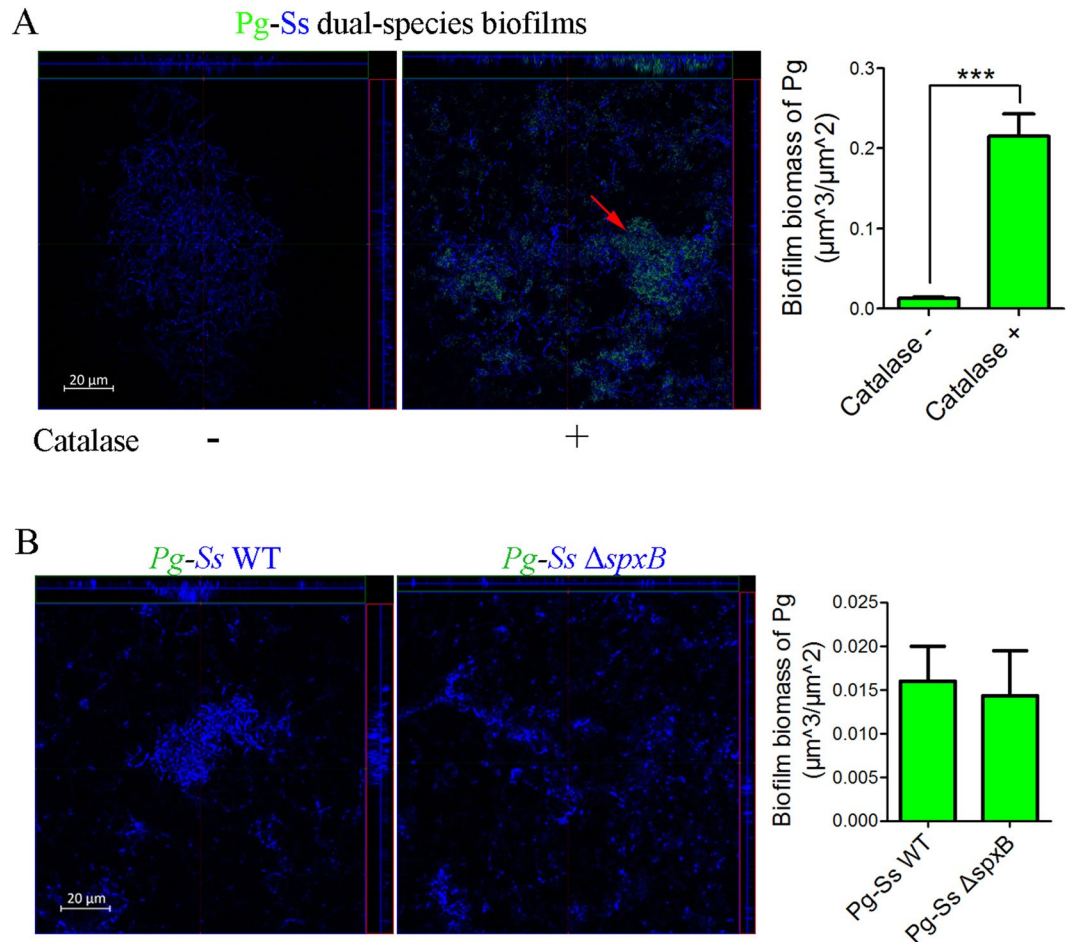 A
Pg-Ss dual-species biofilms
20 µm
Catalase
-
+
Biofilm biomass of Pg
(µm^3/µm^2)
0.3
0.2
0.1
0.0
***
Catalase -
Catalase +
B
Pg-Ss WT
Pg-Ss ΔspxB
20 µm
Biofilm biomass of Pg
(µm^3/µm^2)
0.025
0.020
0.015
0.010
0.005
0.000
Pg-Ss WT
Pg-Ss ΔspxB